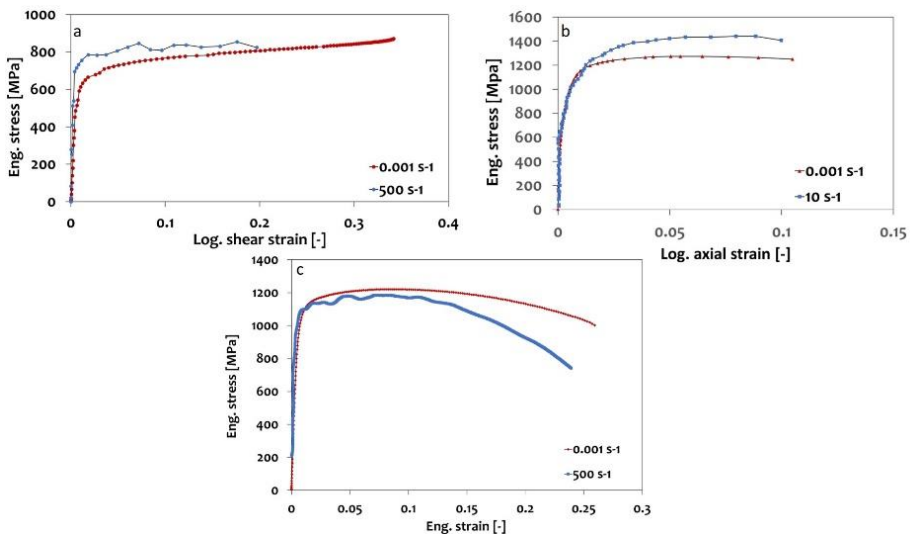 a
Eng. stress [MPa]
1000
800
600
400
200
0
0
0.1
0.2
0.3
0.4
Log. shear strain [-]
0.001 s-1
500 s-1
b
Eng. stress [Mpa]
1600
1400
1200
1000
800
600
400
200
0
0
0.05
0.1
0.15
Log. axial strain [-]
0.001 s-1
10 s-1
c
Eng. stress [MPa]
1400
1200
1000
800
600
400
200
0
0
0.05
0.1
0.15
0.2
0.25
0.3
Eng. strain [-]
0.001 s-1
500 s-1